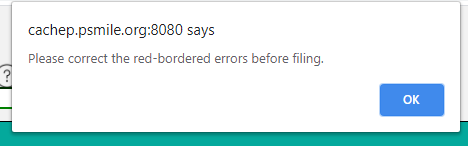 cachep.psmile.org:8080 says
Please correct the red-bordered errors before filing.
?
OK